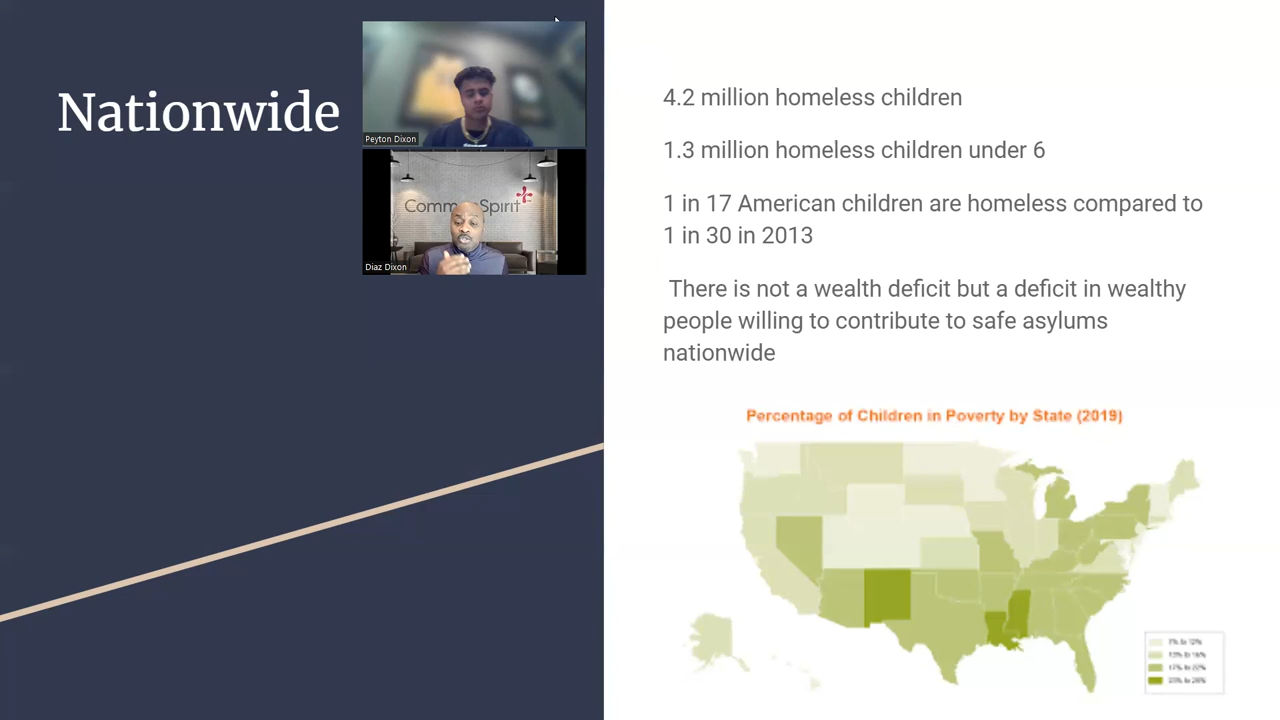 Nationwide
Peyton Dixon
Diaz Dixon
4.2 million homeless children
1.3 million homeless children under 6
1 in 17 American children are homeless compared to
1 in 30 in 2013
There is not a wealth deficit but a deficit in wealthy
people willing to contribute to safe asylums
nationwide
Percentage of Children in Poverty by State (2019)